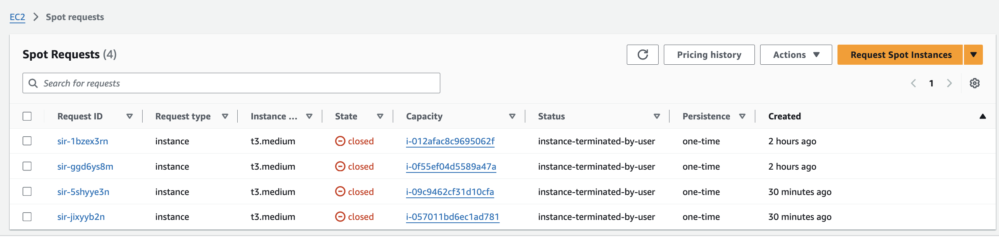 EC2 > Spot requests
Spot Requests (4)
Pricing history
Actions
Request Spot Instances
Search for requests
1
Request ID Request type Instance ... State Capacity Status Persistence Created
sir-1bzex3rn instance t3.medium closed i-012afac8c9695062f instance-terminated-by-user one-time 2 hours ago
sir-ggd6ys8m instance t3.medium closed i-0f55ef04d5589a47a instance-terminated-by-user one-time 2 hours ago
sir-5shyye3n instance t3.medium closed i-09c9462cf31d10cfa instance-terminated-by-user one-time 30 minutes ago
sir-jixyyb2n instance t3.medium closed i-057011bd6ec1ad781 instance-terminated-by-user one-time 30 minutes ago